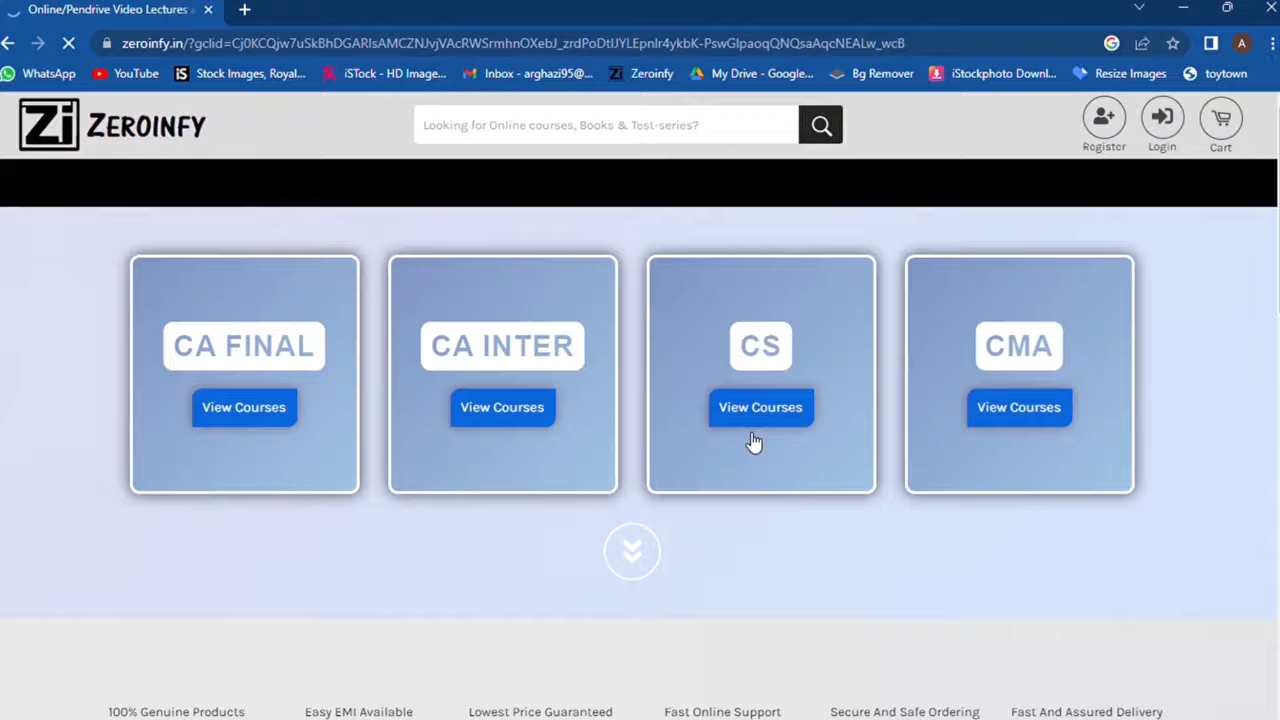 Online/Pendrive Video Lectures
zeroinfy.in/?gclid=Cj0KCQjw7uSkBhDGARIsAMCZNJvjVAcRWSrmhnOXebJ_zrdPoDtIJYLEpnIr4ykbK-PswGlpaoqQNQsaAqcNEALw_wcB
A
WhatsApp YouTube iS Stock Images, Royal... iSTock - HD Image... Inbox - arghazi95@... Zi Zeroinfy My Drive - Google... Bg Remover iStockphoto Downl... Resize Images toytown
Zi ZEROINFY
Looking for Online courses, Books & Test-series?
Register Login Cart
CA FINAL CA INTER CS CMA
View Courses View Courses View Courses View Courses
100% Genuine Products Easy EMI Available Lowest Price Guaranteed Fast Online Support Secure And Safe Ordering Fast And Assured Delivery